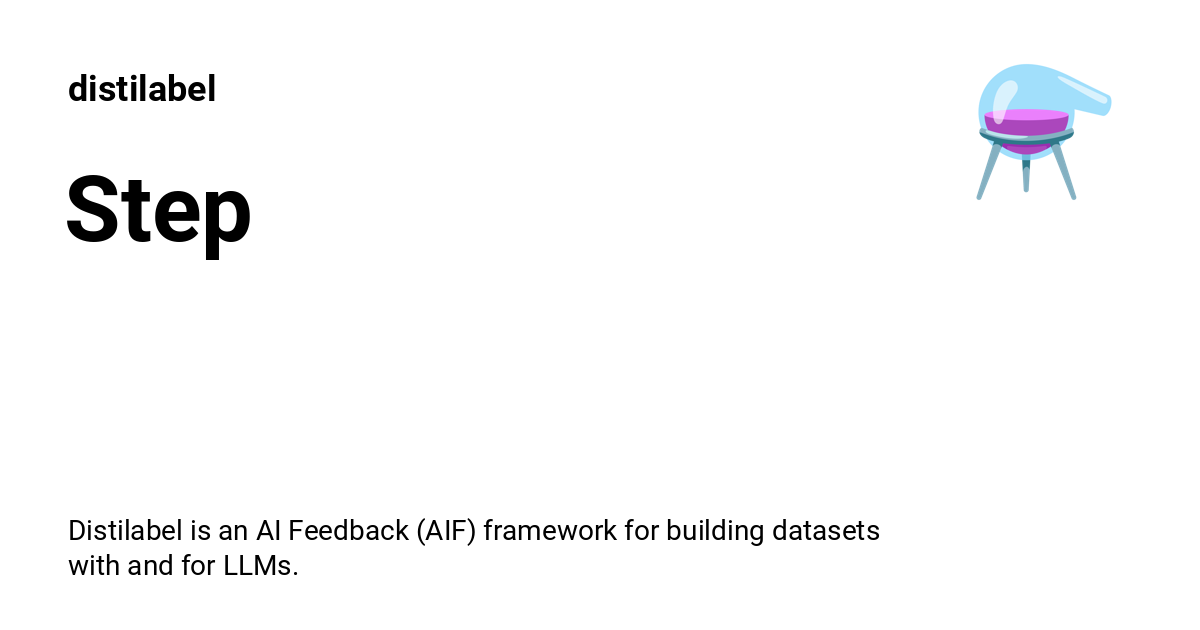 distilabel
Step
Distilabel is an AI Feedback (AIF) framework for building datasets
with and for LLMs.